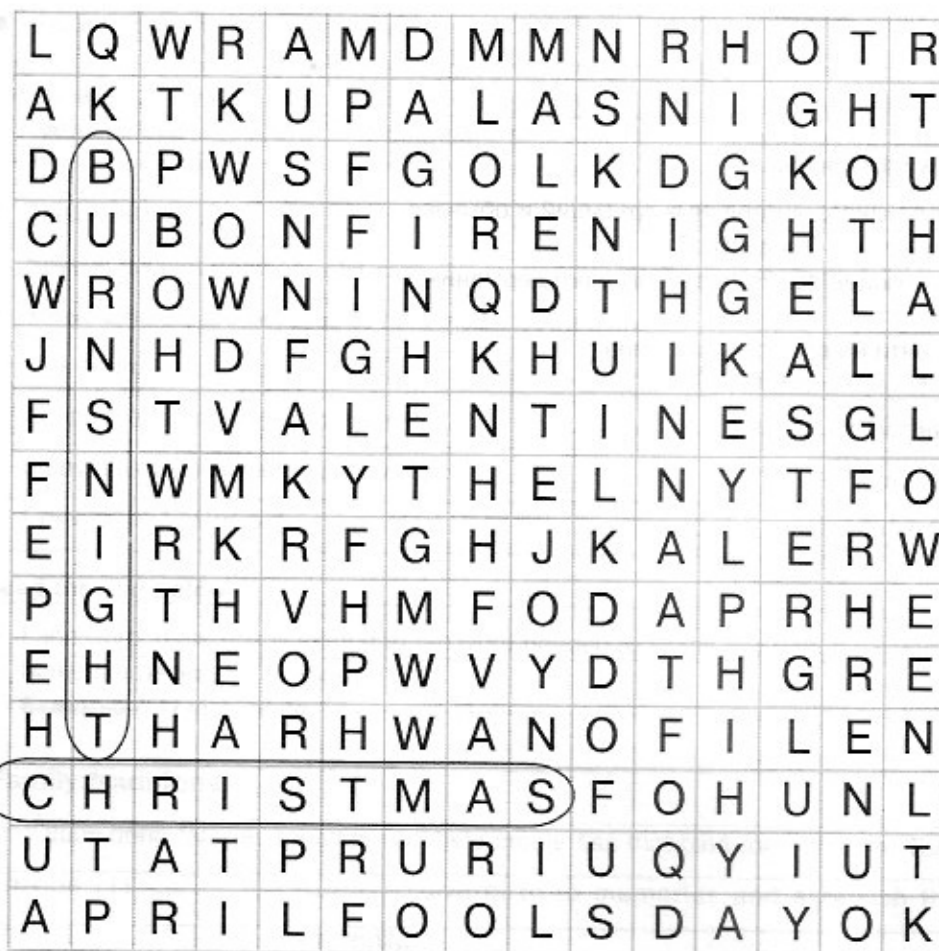 L Q W R A M D M M N R H O T R
A K T K U P A L A S N I G H T
D B P W S F G O L K D G K O U
C U B O N F I R E N I G H T H
W R O W N I N Q D T H G E L A
J N H D F G H K H U I K A L L
F S T V A L E N T I N E S G L
F N W M K Y T H E L N Y T F O
E I R K R F G H J K A L E R W
P G T H V H M F O D A P R H E
E H N E O P W V Y D T H G R E
H T H A R H W A N O F I L E N
C H R I S T M A S F O H U N L
U T A T P R U R I U Q Y I U T
A P R I L F O O L S D A Y O K